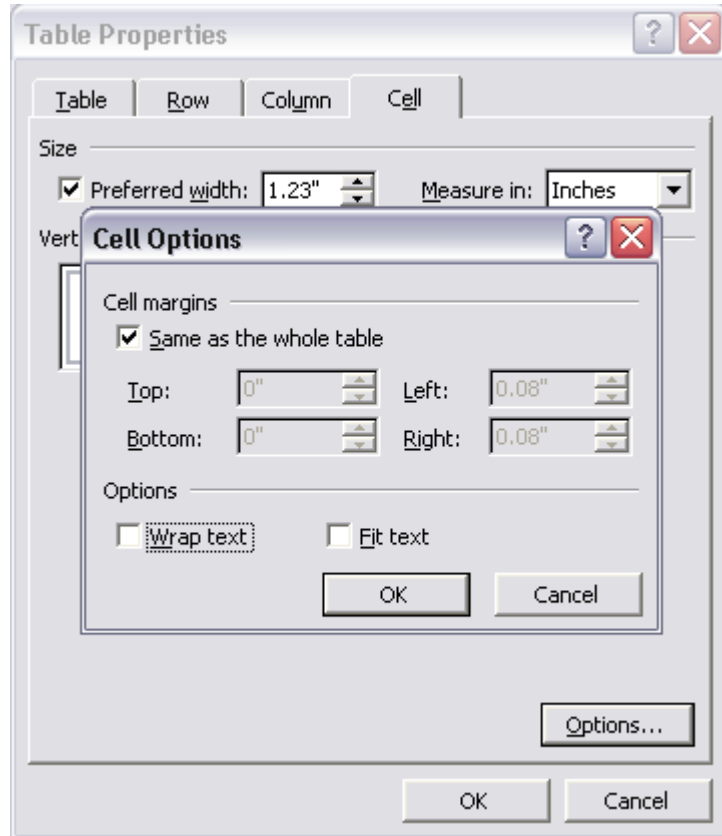 Table Properties
?
Table Row Column Cell
Size
Preferred width: 1.23" Measure in: Inches
Vert
Cell Options
?
Cell margins
Same as the whole table
Top: 0" Left: 0.08"
Bottom: 0" Right: 0.08"
Options
Wrap text Fit text
OK Cancel
Options...
OK Cancel